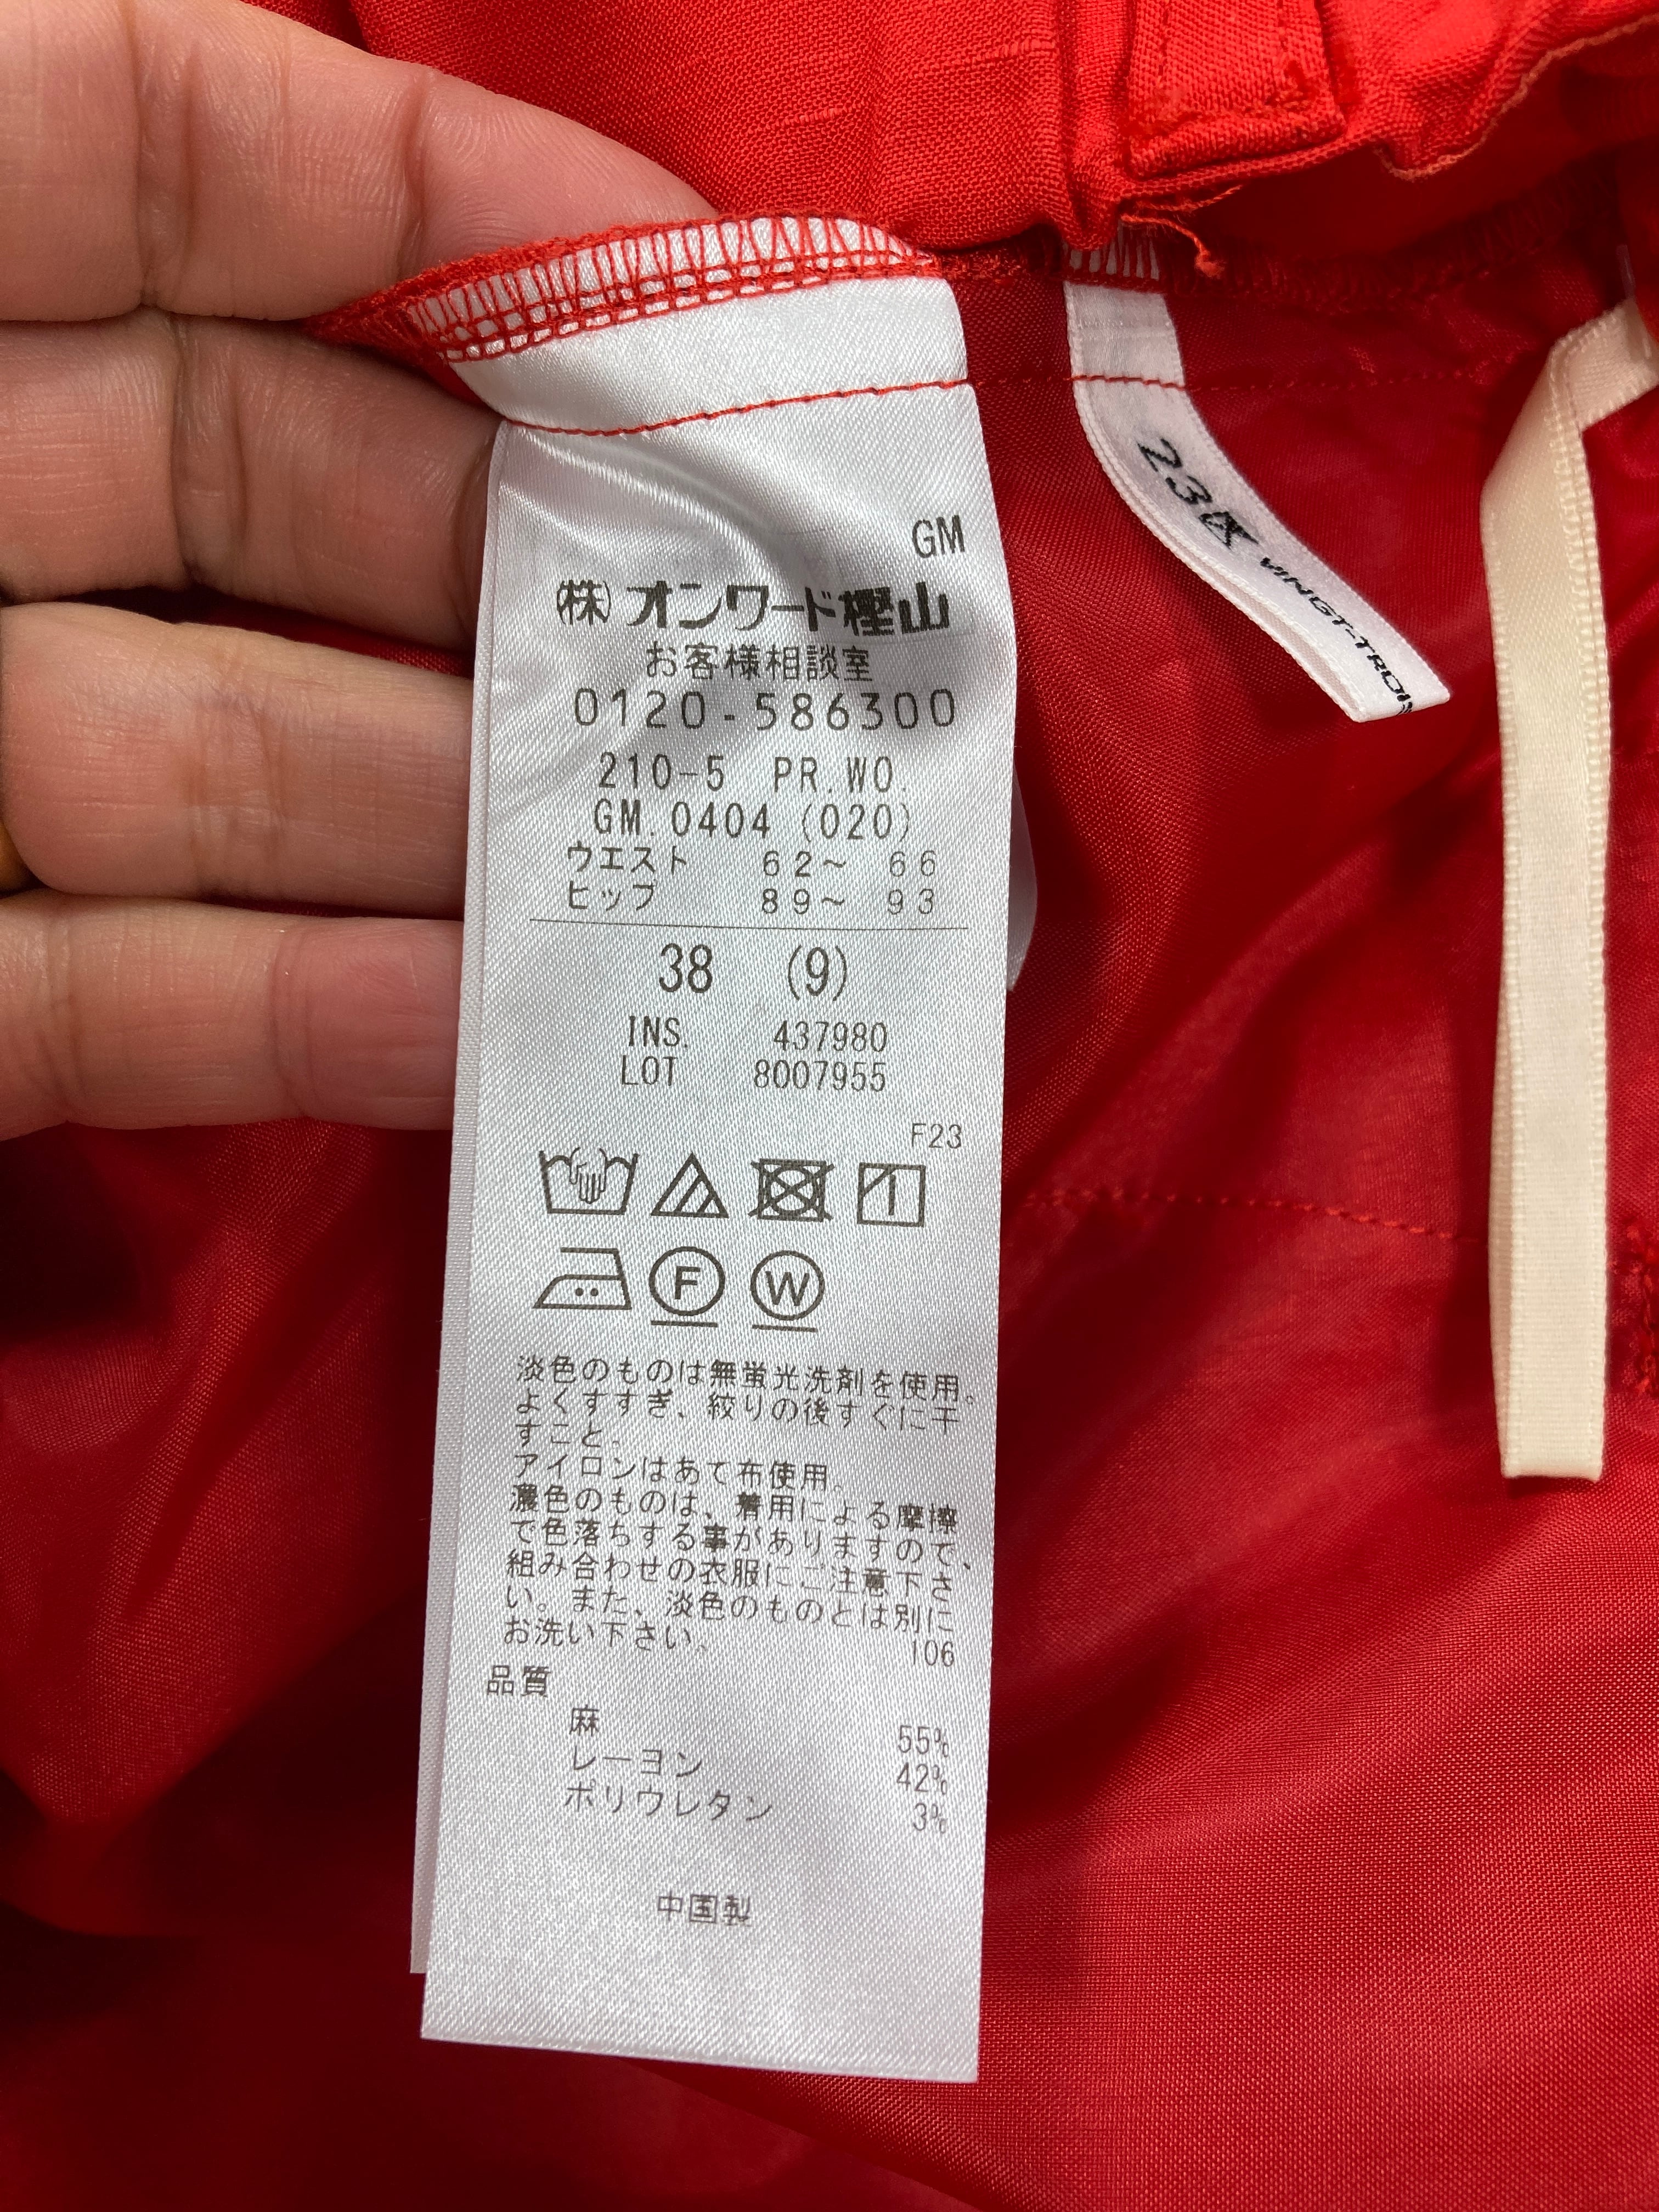 GM
(株)オンワード樫山
お客様相談室
0120-586300
210-5 PR.WO.
GM.0404 (020)
ウエスト 62~ 66
ヒップ 89~ 93
38 (9)
INS. 437980
LOT 8007955
F23
1
F W
淡色のものは無蛍光洗剤を使用。
よくすすぎ、絞りの後すぐに干
すこと。
アイロンはあて布使用。
濃色のものは、着用による摩擦
で色落ちする事がありますので、
組み合わせの衣服にご注意下さ
い。また、淡色のものとは別に
お洗い下さい。
106
品質
麻 55%
レーヨン 42%
ポリウレタン 3%
中国製
23区 VINGT-TROIS